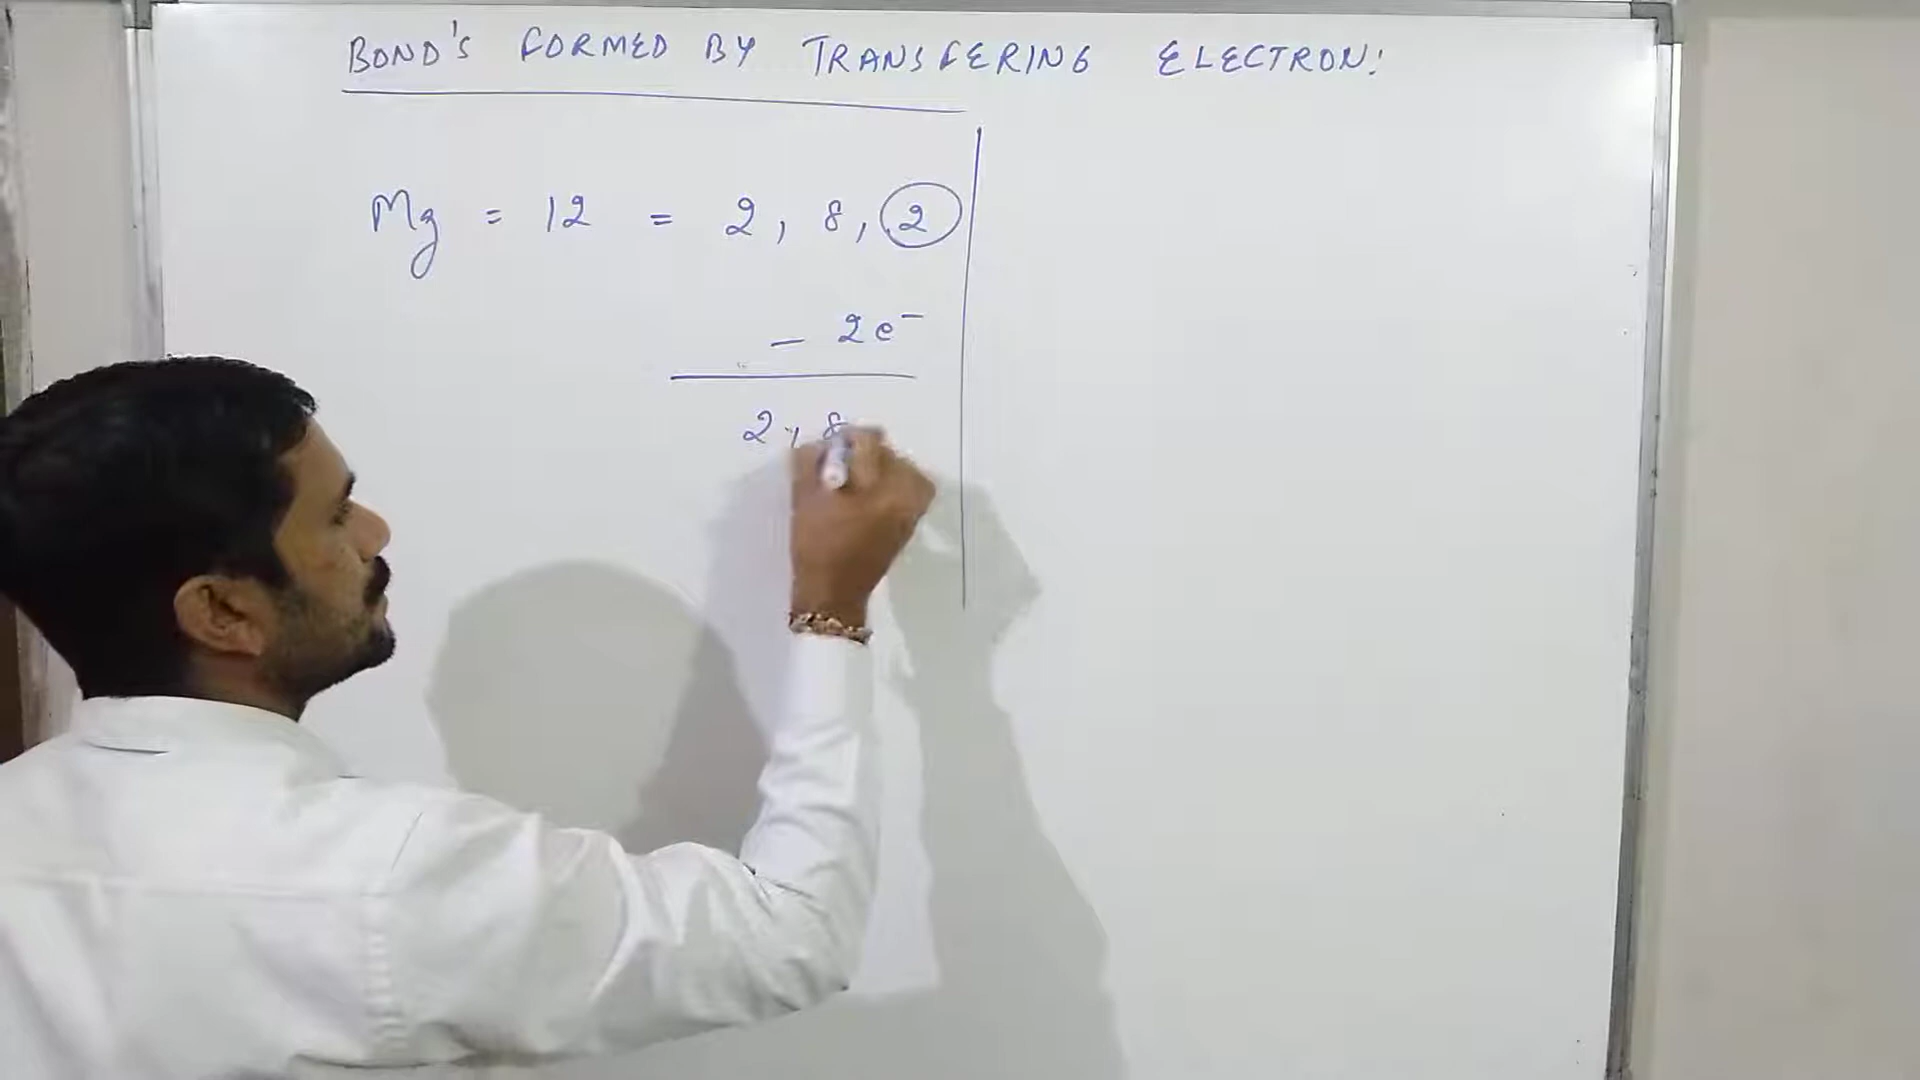 BOND'S FORMED BY TRANSFERING ELECTRON:
Mg = 12 = 2, 8, 2
- 2e⁻
2, 8